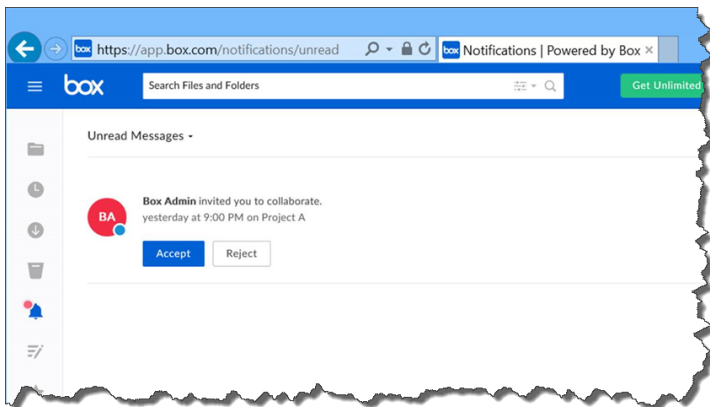 box https://app.box.com/notifications/unread box Notifications | Powered by Box ×
box Search Files and Folders Get Unlimited
Unread Messages
Box Admin invited you to collaborate.
BA
yesterday at 9:00 PM on Project A
Accept Reject